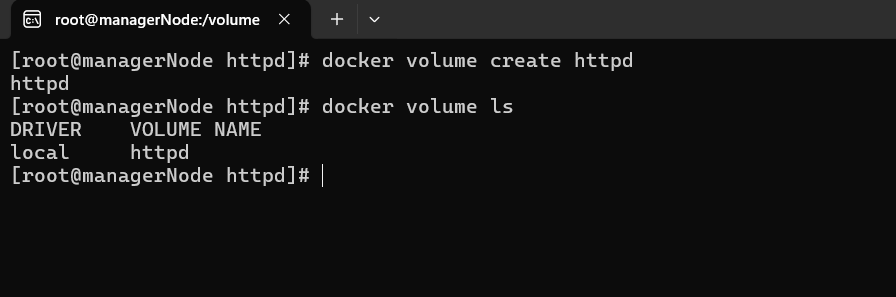 root@managerNode:/volume
[root@managerNode httpd]# docker volume create httpd
httpd
[root@managerNode httpd]# docker volume ls
DRIVER    VOLUME NAME
local     httpd
[root@managerNode httpd]#